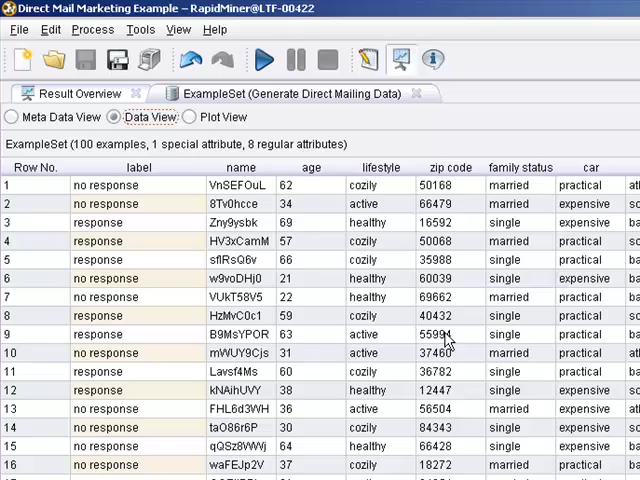 Direct Mail Marketing Example – RapidMiner@LTF-00422
File Edit Process Tools View Help
Result Overview ExampleSet (Generate Direct Mailing Data)
Meta Data View Data View Plot View
ExampleSet (100 examples, 1 special attribute, 8 regular attributes)
Row No. label name age lifestyle zip code family status car
1 no response VnSEFOuL 62 cozily 50168 married practical
2 no response 8Tv0hcce 34 active 66479 married expensive
3 response Zny9ysbk 69 healthy 16592 single expensive
4 response HV3xCamM 57 cozily 50068 married practical
5 response sflRsQ6v 66 cozily 35988 single practical
6 no response w9voDHj0 21 healthy 60039 single expensive
7 no response VUkT58V5 22 healthy 69662 married practical
8 response HzMvC0c1 59 cozily 40432 single practical
9 response B9MsYPOR 63 active 55994 single practical
10 no response mWUY9Cjs 31 active 37460 married practical
11 response Lavsf4Ms 60 cozily 36782 single practical
12 response kNAihUVY 38 healthy 12447 single expensive
13 no response FHL6d3WH 36 active 56504 married practical
14 no response taO86r6P 30 cozily 84343 single expensive
15 no response qQSz8WWj 64 healthy 66428 single expensive
16 no response waFEJp2V 37 cozily 18272 married practical